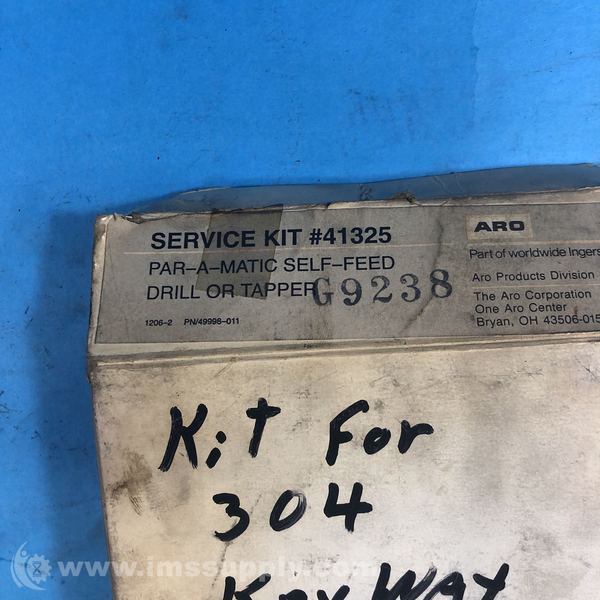 SERVICE KIT #41325
PAR-A-MATIC SELF-FEED
DRILL OR TAPPER
G9238
1206-2 PN/49998-011
ARO
Part of worldwide Ingers
Aro Products Division
The Aro Corporation
One Aro Center
Bryan, OH 43506-015
Kit For
304
KEYWAY
www.imssupply.com